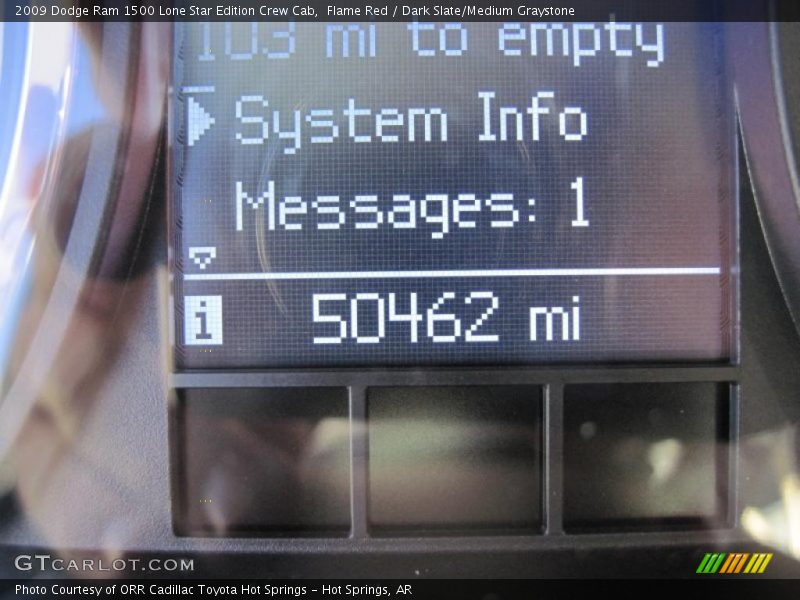 2009 Dodge Ram 1500 Lone Star Edition Crew Cab,  Flame Red / Dark Slate/Medium Graystone
103 mi to empty
System Info
Messages: 1
i 50462 mi
GTCARLOT.COM
Photo Courtesy of ORR Cadillac Toyota Hot Springs - Hot Springs, AR